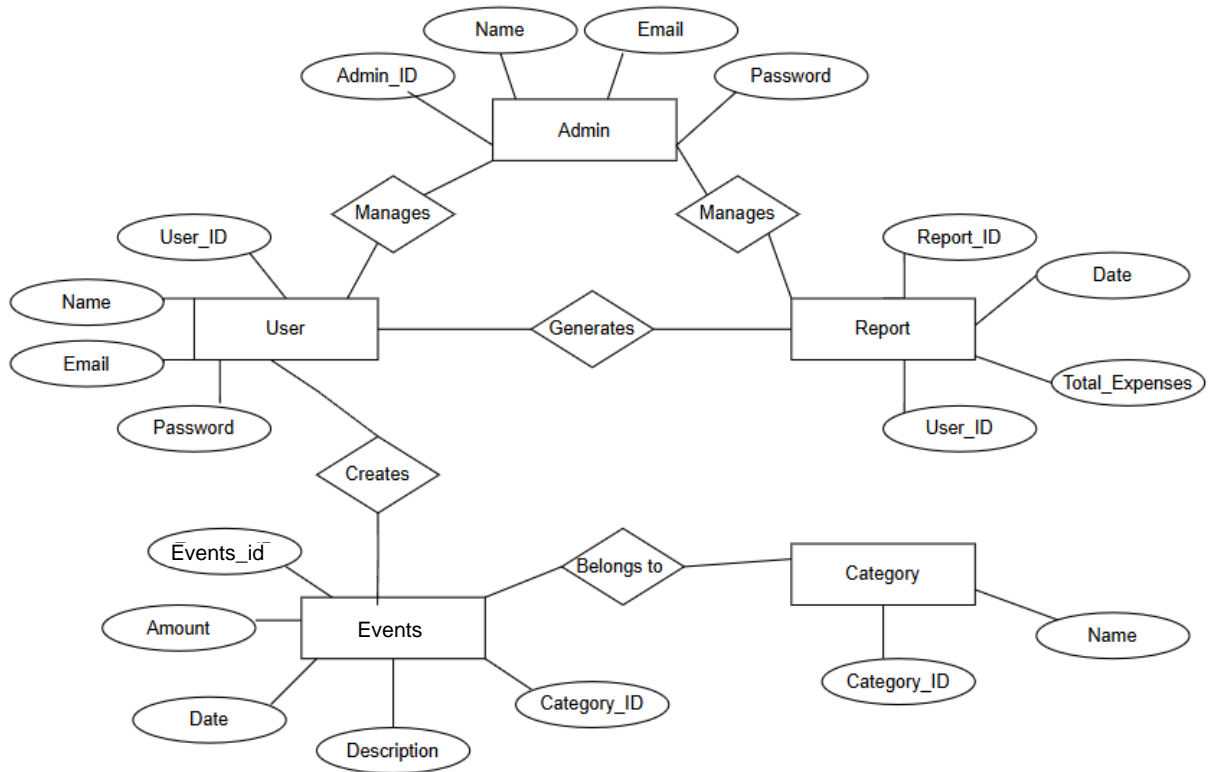 Name
Email
Admin_ID
Password
Admin
Manages
Manages
User_ID
Report_ID
Date
Name
User
Generates
Report
Email
Total_Expenses
Password
User_ID
Creates
Events_id
Belongs to
Category
Amount
Events
Name
Category_ID
Category_ID
Date
Description